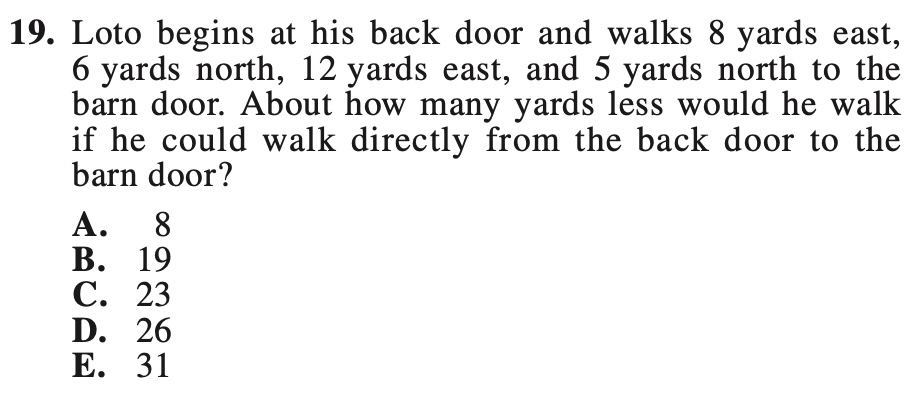 19. Loto begins at his back door and walks 8 yards east,
6 yards north, 12 yards east, and 5 yards north to the
barn door. About how many yards less would he walk
if he could walk directly from the back door to the
barn door?
A. 8
B. 19
C. 23
D. 26
E. 31